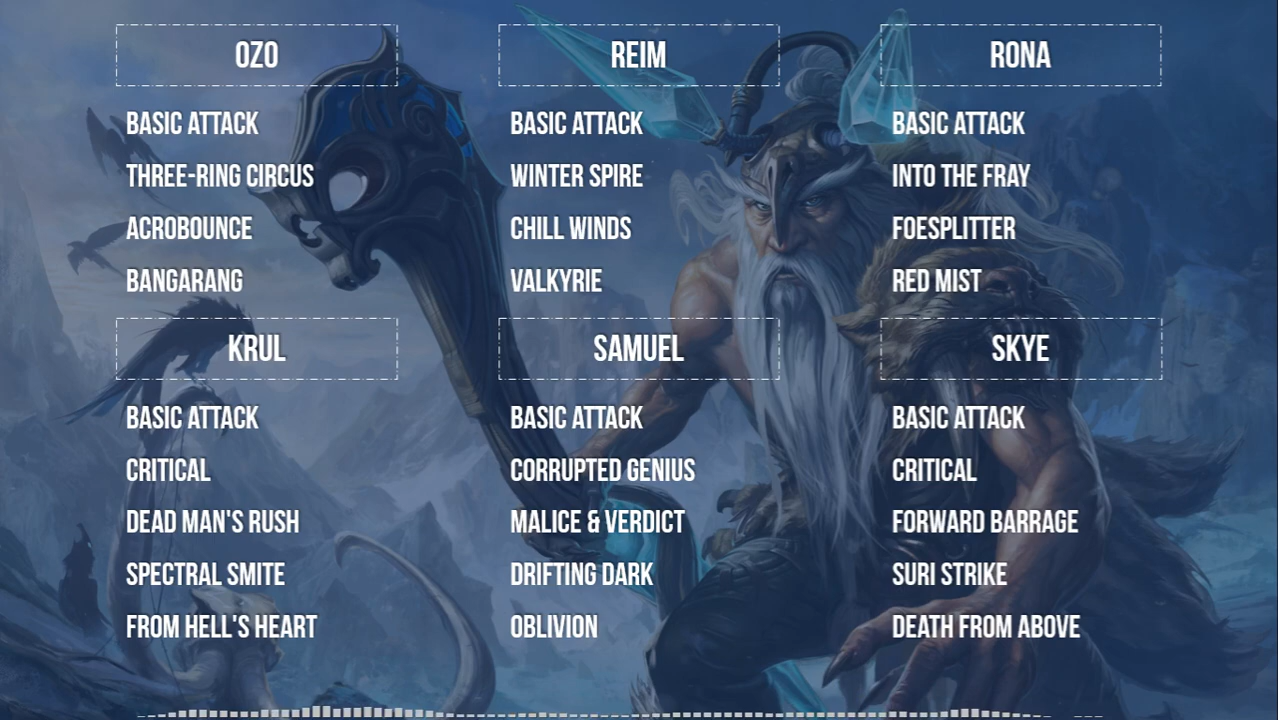 OZO
BASIC ATTACK
THREE-RING CIRCUS
ACROBOUNCE
BANGARANG
REIM
BASIC ATTACK
WINTER SPIRE
CHILL WINDS
VALKYRIE
RONA
BASIC ATTACK
INTO THE FRAY
FOESPLITTER
RED MIST
KRUL
BASIC ATTACK
CRITICAL
DEAD MAN'S RUSH
SPECTRAL SMITE
FROM HELL'S HEART
SAMUEL
BASIC ATTACK
CORRUPTED GENIUS
MALICE & VERDICT
DRIFTING DARK
OBLIVION
SKYE
BASIC ATTACK
CRITICAL
FORWARD BARRAGE
SURI STRIKE
DEATH FROM ABOVE